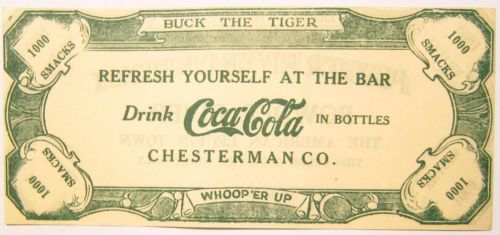 BUCK THE TIGER
1000 SMACKS
1000 SMACKS
REFRESH YOURSELF AT THE BAR
Drink Coca-Cola IN BOTTLES
CHESTERMAN CO.
1000 SMACKS
1000 SMACKS
WHOOP'ER UP